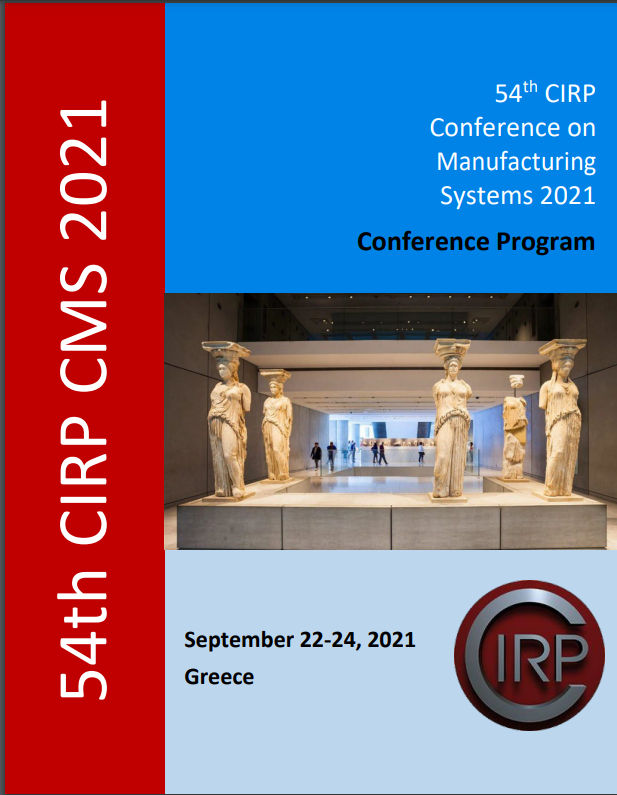 54th CIRP CMS 2021
54th CIRP
Conference on
Manufacturing
Systems 2021
Conference Program
September 22-24, 2021
Greece
CIRP